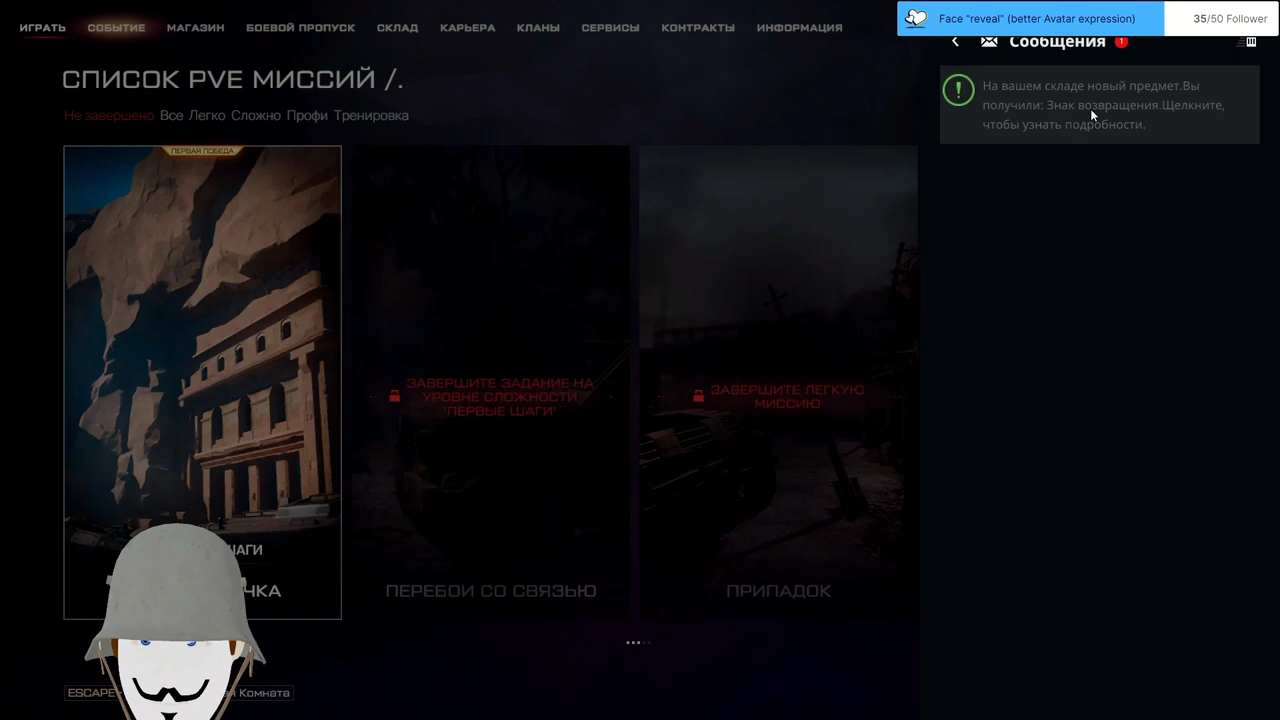 ИГРАТЬ СОБЫТИЕ МАГАЗИН БОЕВОЙ ПРОПУСК СКЛАД КАРЬЕРА КЛАНЫ СЕРВИСЫ КОНТРАКТЫ ИНФОРМАЦИЯ
Face "reveal" (better Avatar expression) 35/50 Follower
Сообщения 1
СПИСОК PVE МИССИЙ /.
Не завершено Все Легко Сложно Профи Тренировка
На вашем складе новый предмет.Вы
получили: Знак возвращения.Щелкните,
чтобы узнать подробности.
ПЕРВАЯ ПОБЕДА
ЗАВЕРШИТЕ ЗАДАНИЕ НА
УРОВНЕ СЛОЖНОСТИ
'ПЕРВЫЕ ШАГИ'
ЗАВЕРШИТЕ ЛЕГКУЮ
МИССИЮ
ШАГИ
ЧКА
ПЕРЕБОИ СО СВЯЗЬЮ
ПРИПАДОК
ESCAPE Комната